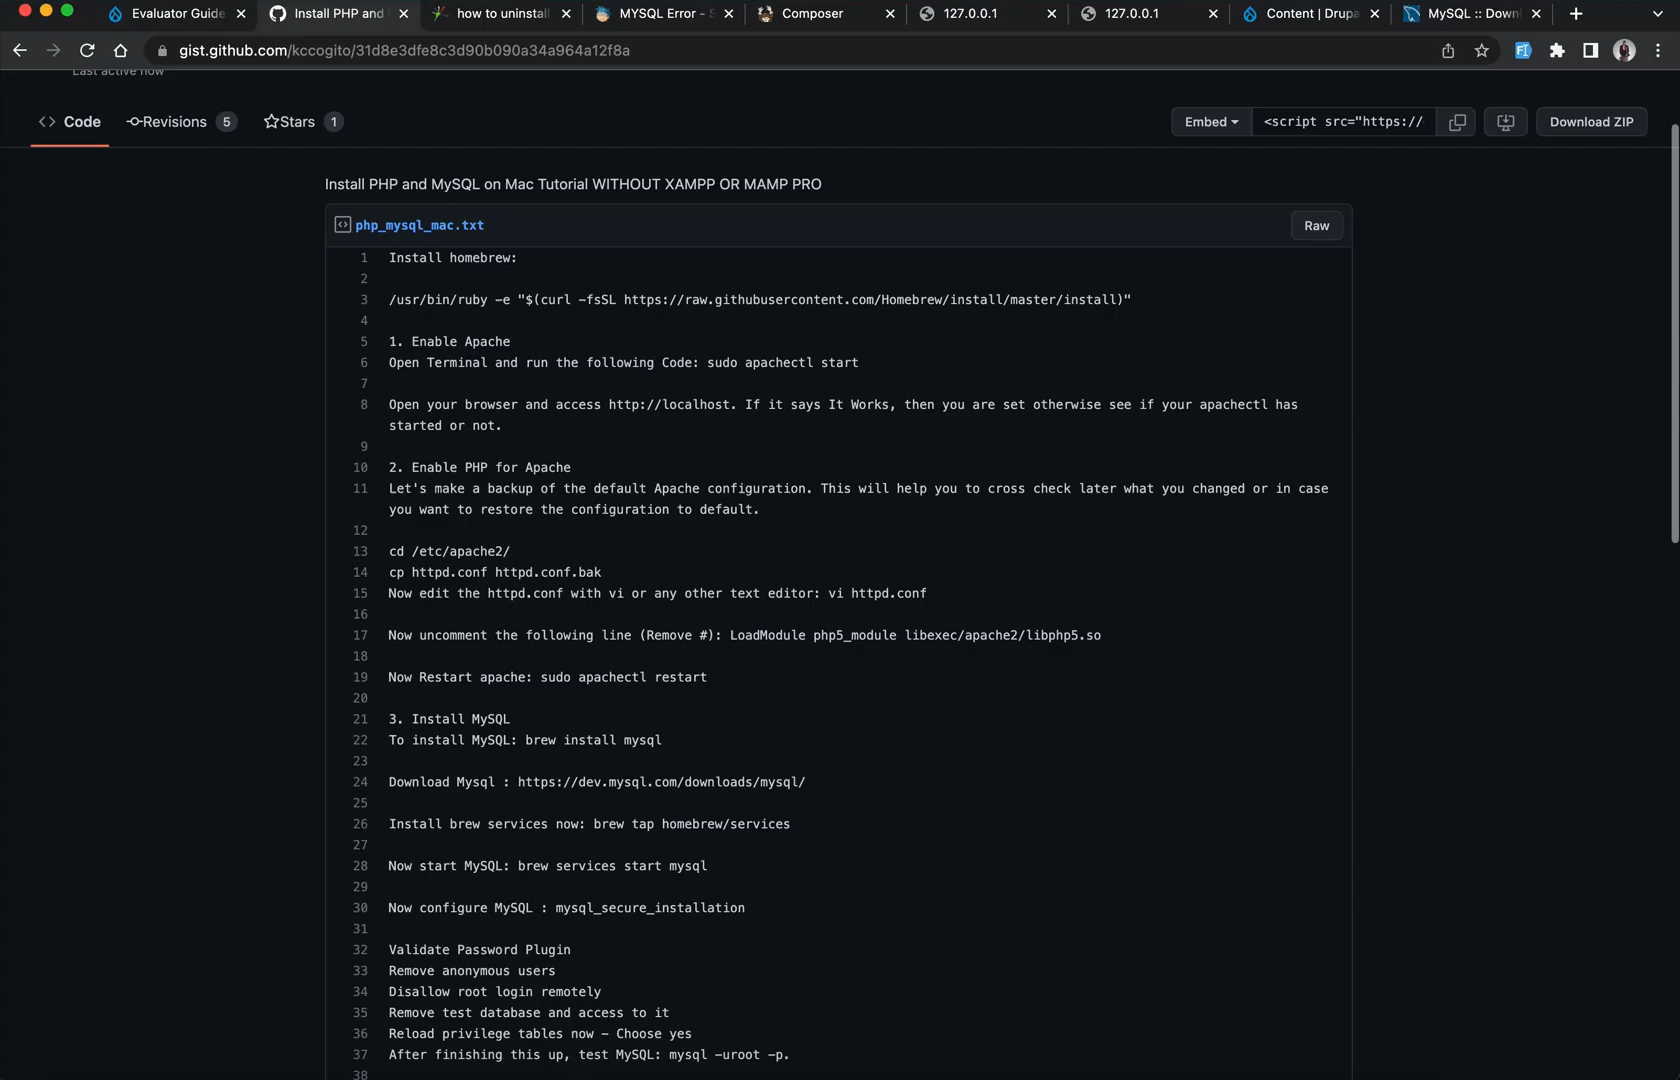 Evaluator Guide
Install PHP and
how to uninstall
MYSQL Error - S
Composer
127.0.0.1
127.0.0.1
Content | Drupa
MySQL :: Down
gist.github.com/kccogito/31d8e3dfe8c3d90b090a34a964a12f8a
Last active now
Code
Revisions 5
Stars 1
Embed
<script src="https://
Download ZIP
Install PHP and MySQL on Mac Tutorial WITHOUT XAMPP OR MAMP PRO
php_mysql_mac.txt
Raw
1 Install homebrew:
2
3 /usr/bin/ruby -e "$(curl -fsSL https://raw.githubusercontent.com/Homebrew/install/master/install)"
4
5 1. Enable Apache
6 Open Terminal and run the following Code: sudo apachectl start
7
8 Open your browser and access http://localhost. If it says It Works, then you are set otherwise see if your apachectl has
started or not.
9
10 2. Enable PHP for Apache
11 Let's make a backup of the default Apache configuration. This will help you to cross check later what you changed or in case
you want to restore the configuration to default.
12
13 cd /etc/apache2/
14 cp httpd.conf httpd.conf.bak
15 Now edit the httpd.conf with vi or any other text editor: vi httpd.conf
16
17 Now uncomment the following line (Remove #): LoadModule php5_module libexec/apache2/libphp5.so
18
19 Now Restart apache: sudo apachectl restart
20
21 3. Install MySQL
22 To install MySQL: brew install mysql
23
24 Download Mysql : https://dev.mysql.com/downloads/mysql/
25
26 Install brew services now: brew tap homebrew/services
27
28 Now start MySQL: brew services start mysql
29
30 Now configure MySQL : mysql_secure_installation
31
32 Validate Password Plugin
33 Remove anonymous users
34 Disallow root login remotely
35 Remove test database and access to it
36 Reload privilege tables now - Choose yes
37 After finishing this up, test MySQL: mysql -uroot -p.
38